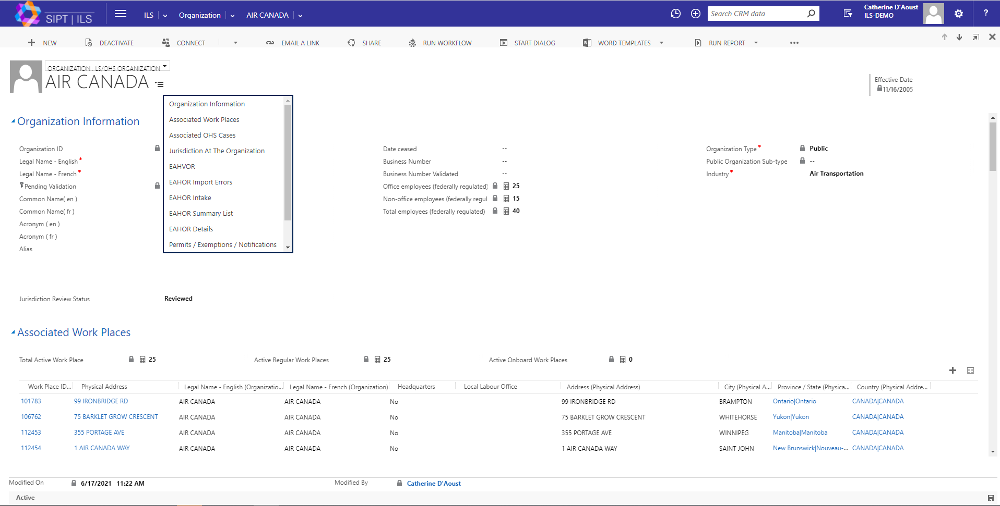 SIPT | ILS
ILS
Organization
AIR CANADA
Search CRM data
Catherine D'Aoust
ILS-DEMO
?
NEW
DEACTIVATE
CONNECT
EMAIL A LINK
SHARE
RUN WORKFLOW
START DIALOG
WORD TEMPLATES
RUN REPORT
ORGANIZATION : LS/OHS ORGANIZATION
AIR CANADA
Effective Date
11/16/2005
Organization Information
Associated Work Places
Associated OHS Cases
Jurisdiction At The Organization
EAHVOR
EAHOR Import Errors
EAHOR Intake
EAHOR Summary List
EAHOR Details
Permits / Exemptions / Notifications
Organization Information
Organization ID
Legal Name - English *
Legal Name - French *
Pending Validation
Common Name( en )
Common Name( fr )
Acronym ( en )
Acronym ( fr )
Alias
Date ceased --
Business Number --
Business Number Validated --
Office employees (federally regulated) 25
Non-office employees (federally regul 15
Total employees (federally regulated) 40
Organization Type * Public
Public Organization Sub-type --
Industry * Air Transportation
Jurisdiction Review Status Reviewed
Associated Work Places
Total Active Work Place 25 Active Regular Work Places 25 Active Onboard Work Places 0
Work Place ID... Physical Address Legal Name - English (Organizatio... Legal Name - French (Organization) Headquarters Local Labour Office Address (Physical Address) City (Physical A... Province / State (Physica... Country (Physical Addre...
101783 99 IRONBRIDGE RD AIR CANADA AIR CANADA No 99 IRONBRIDGE RD BRAMPTON Ontario|Ontario CANADA|CANADA
106762 75 BARKLET GROW CRESCENT AIR CANADA AIR CANADA No 75 BARKLET GROW CRESCENT WHITEHORSE Yukon|Yukon CANADA|CANADA
112453 355 PORTAGE AVE AIR CANADA AIR CANADA No 355 PORTAGE AVE WINNIPEG Manitoba|Manitoba CANADA|CANADA
112454 1 AIR CANADA WAY AIR CANADA AIR CANADA No 1 AIR CANADA WAY SAINT JOHN New Brunswick|Nouveau-... CANADA|CANADA
Modified On 6/17/2021 11:22 AM Modified By Catherine D'Aoust
Active